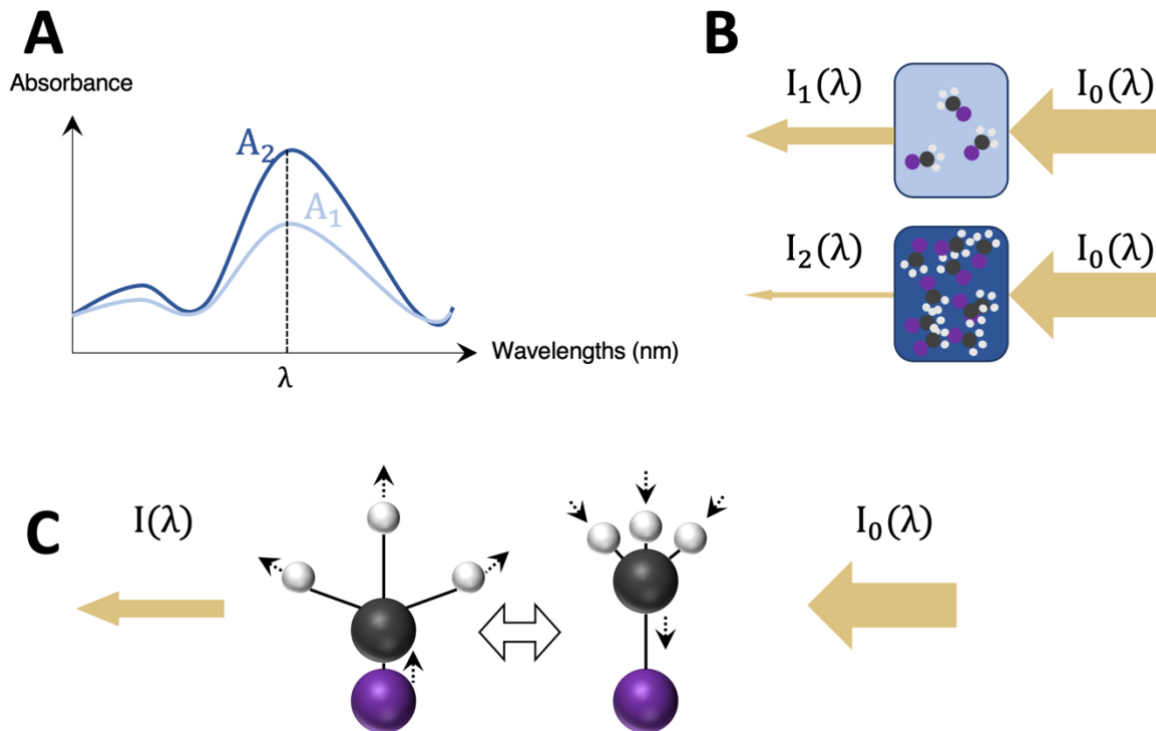 A
Absorbance
A₂
A₁
Wavelengths (nm)
λ
B
I₁(λ)
I₀(λ)
I₂(λ)
I₀(λ)
C
I(λ)
I₀(λ)